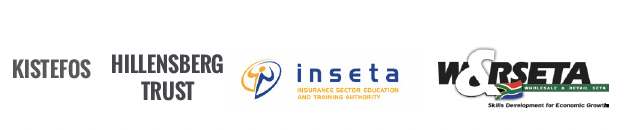 KISTEFOS
HILLENSBERG
TRUST
inseta
INSURANCE SECTOR EDUCATION
AND TRAINING AUTHORITY
W&RSETA
WHOLESALE & RETAIL SETA
Skills Development for Economic Growth